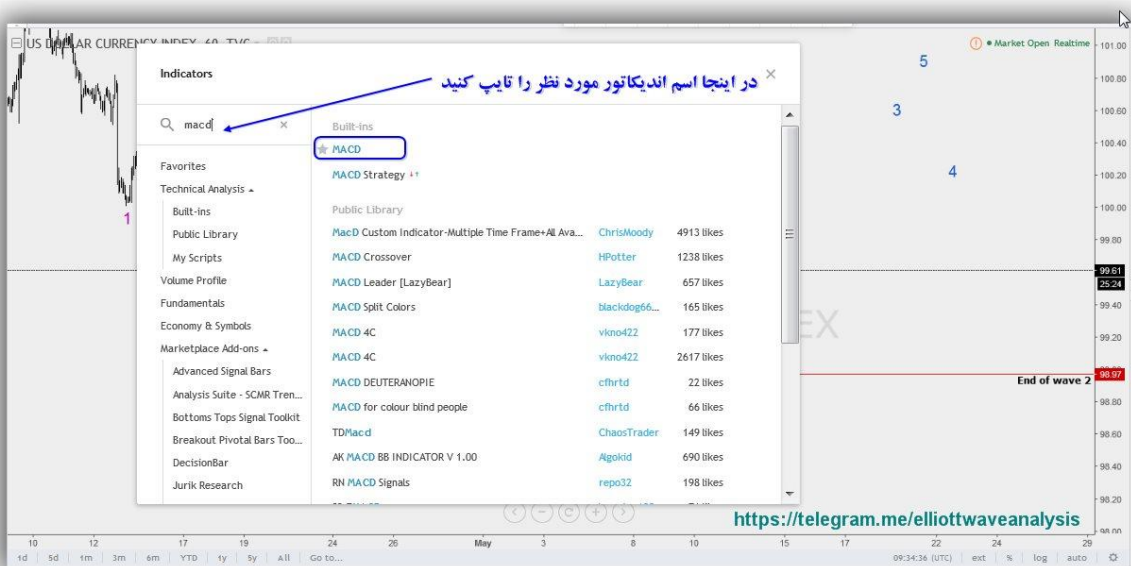 US DOLLAR CURRENCY INDEX, 60, TVC
Market Open Realtime
Indicators
در اینجا اسم اندیکاتور مورد نظر را تایپ کنید
macd
Favorites
Technical Analysis
Built-ins
Public Library
My Scripts
Volume Profile
Fundamentals
Economy & Symbols
Marketplace Add-ons
Advanced Signal Bars
Analysis Suite - SCMR Tren...
Bottoms Tops Signal Toolkit
Breakout Pivotal Bars Too...
DecisionBar
Jurik Research
Built-ins
MACD
MACD Strategy
Public Library
MacD Custom Indicator-Multiple Time Frame+All Ava... ChrisMoody 4913 likes
MACD Crossover HPotter 1238 likes
MACD Leader [LazyBear] LazyBear 657 likes
MACD Split Colors blackdog66... 165 likes
MACD 4C vkno422 177 likes
MACD 4C vkno422 2617 likes
MACD DEUTERANOPIE cfhrtd 22 likes
MACD for colour blind people cfhrtd 66 likes
TDMacd ChaosTrader 149 likes
AK MACD BB INDICATOR V 1.00 Algokid 690 likes
RN MACD Signals repo32 198 likes
1
5
3
4
EX
End of wave 2
101.00
100.80
100.60
100.40
100.20
100.00
99.80
99.61
25:24
99.40
99.20
98.97
98.80
98.60
98.40
98.20
98.00
https://telegram.me/elliottwaveanalysis
10 12 17 19 24 26 May 3 8 10 15 17 22 24 29
1d 5d 1m 3m 6m YTD 1y 5y All Go to... 09:34:36 (UTC) ext % log auto